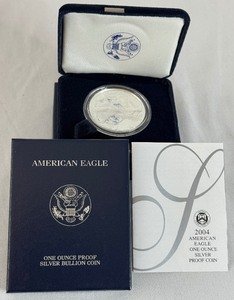 AMERICAN EAGLE
ONE OUNCE PROOF
SILVER BULLION COIN
2004
AMERICAN
EAGLE
ONE OUNCE
SILVER
PROOF COIN